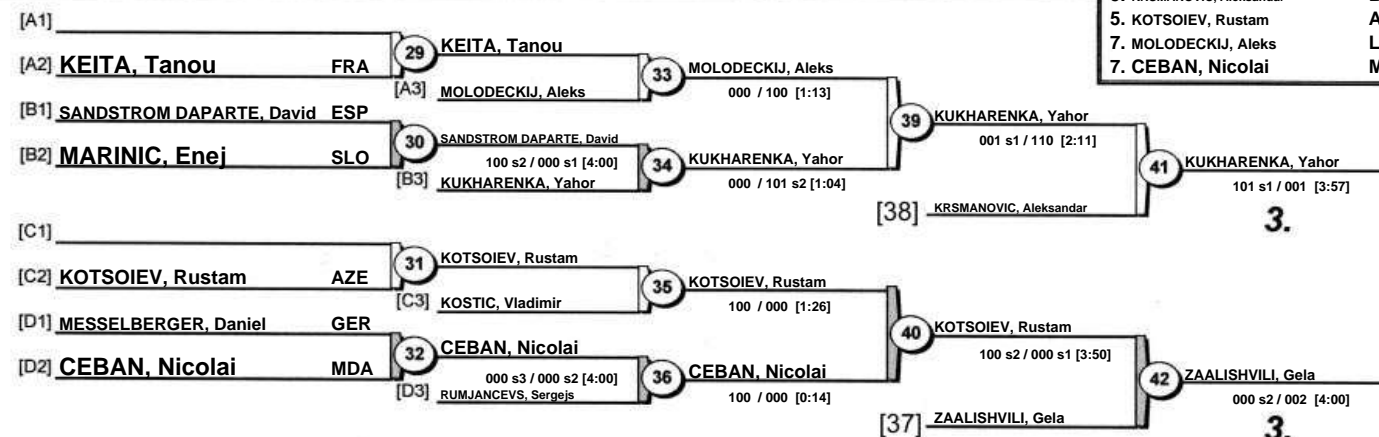 5. KOTSOIEV, Rustam A
7. MOLODECKIJ, Aleks L
7. CEBAN, Nicolai M
[A1]
[A2] KEITA, Tanou FRA
29 KEITA, Tanou
[A3] MOLODECKIJ, Aleks
33 MOLODECKIJ, Aleks
000 / 100 [1:13]
[B1] SANDSTROM DAPARTE, David ESP
[B2] MARINIC, Enej SLO
30 SANDSTROM DAPARTE, David
100 s2 / 000 s1 [4:00]
[B3] KUKHARENKA, Yahor
34 KUKHARENKA, Yahor
000 / 101 s2 [1:04]
39 KUKHARENKA, Yahor
001 s1 / 110 [2:11]
[38] KRSMANOVIC, Aleksandar
41 KUKHARENKA, Yahor
101 s1 / 001 [3:57]
3.
[C1]
[C2] KOTSOIEV, Rustam AZE
31 KOTSOIEV, Rustam
[C3] KOSTIC, Vladimir
35 KOTSOIEV, Rustam
100 / 000 [1:26]
[D1] MESSELBERGER, Daniel GER
[D2] CEBAN, Nicolai MDA
32 CEBAN, Nicolai
000 s3 / 000 s2 [4:00]
[D3] RUMJANCEVS, Sergejs
36 CEBAN, Nicolai
100 / 000 [0:14]
40 KOTSOIEV, Rustam
100 s2 / 000 s1 [3:50]
[37] ZAALISHVILI, Gela
42 ZAALISHVILI, Gela
000 s2 / 002 [4:00]
3.